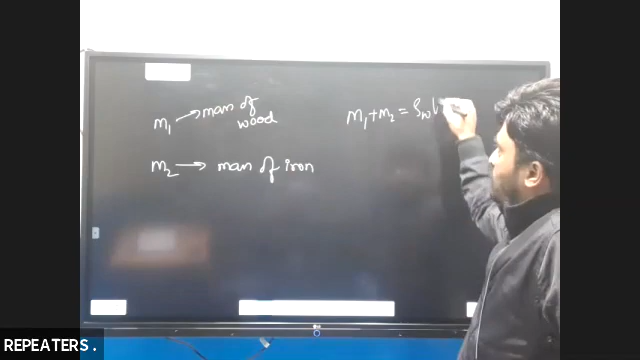 m₁ → man of
wood
m₂ → man of iron
m₁ + m₂ = ρw
REPEATERS.